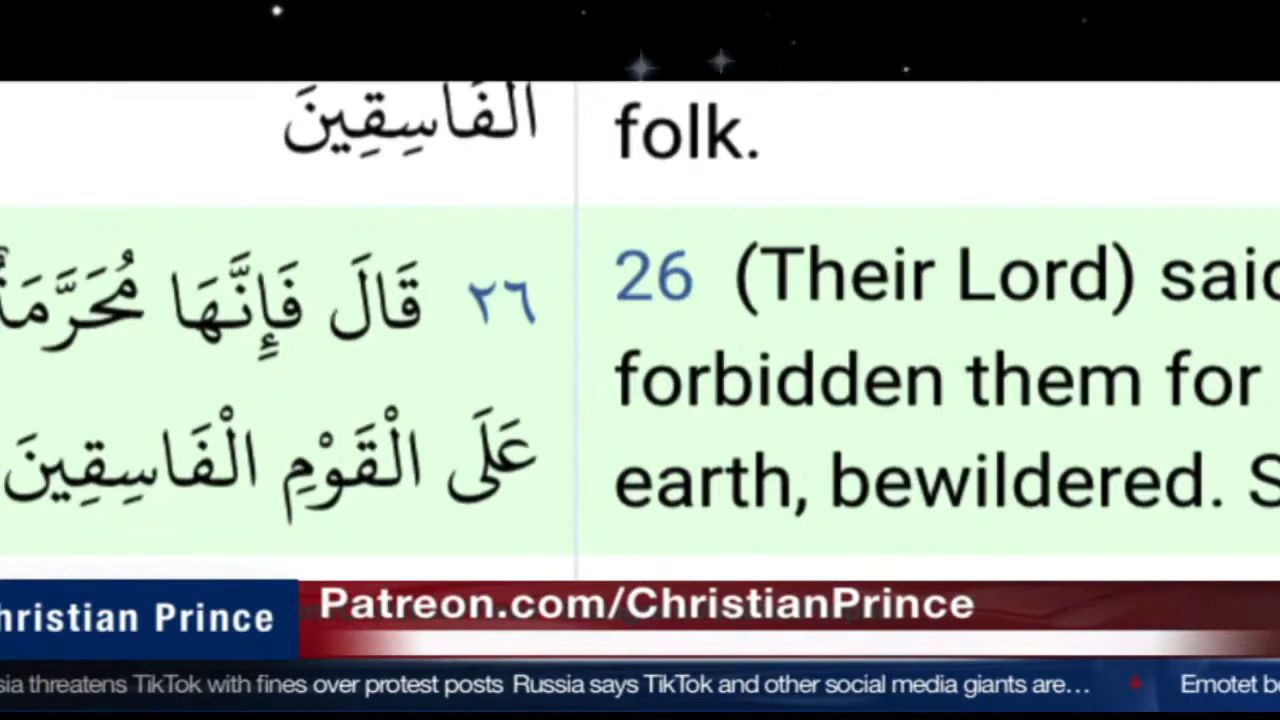 الْفَاسِقِينَ
folk.
٢٦ قَالَ فَإِنَّهَا مُحَرَّمَةٌ
عَلَى الْقَوْمِ الْفَاسِقِينَ
26 (Their Lord) said
forbidden them for
earth, bewildered. S
hristian Prince
Patreon.com/ChristianPrince
sia threatens TikTok with fines over protest posts Russia says TikTok and other social media giants are… Emotet b